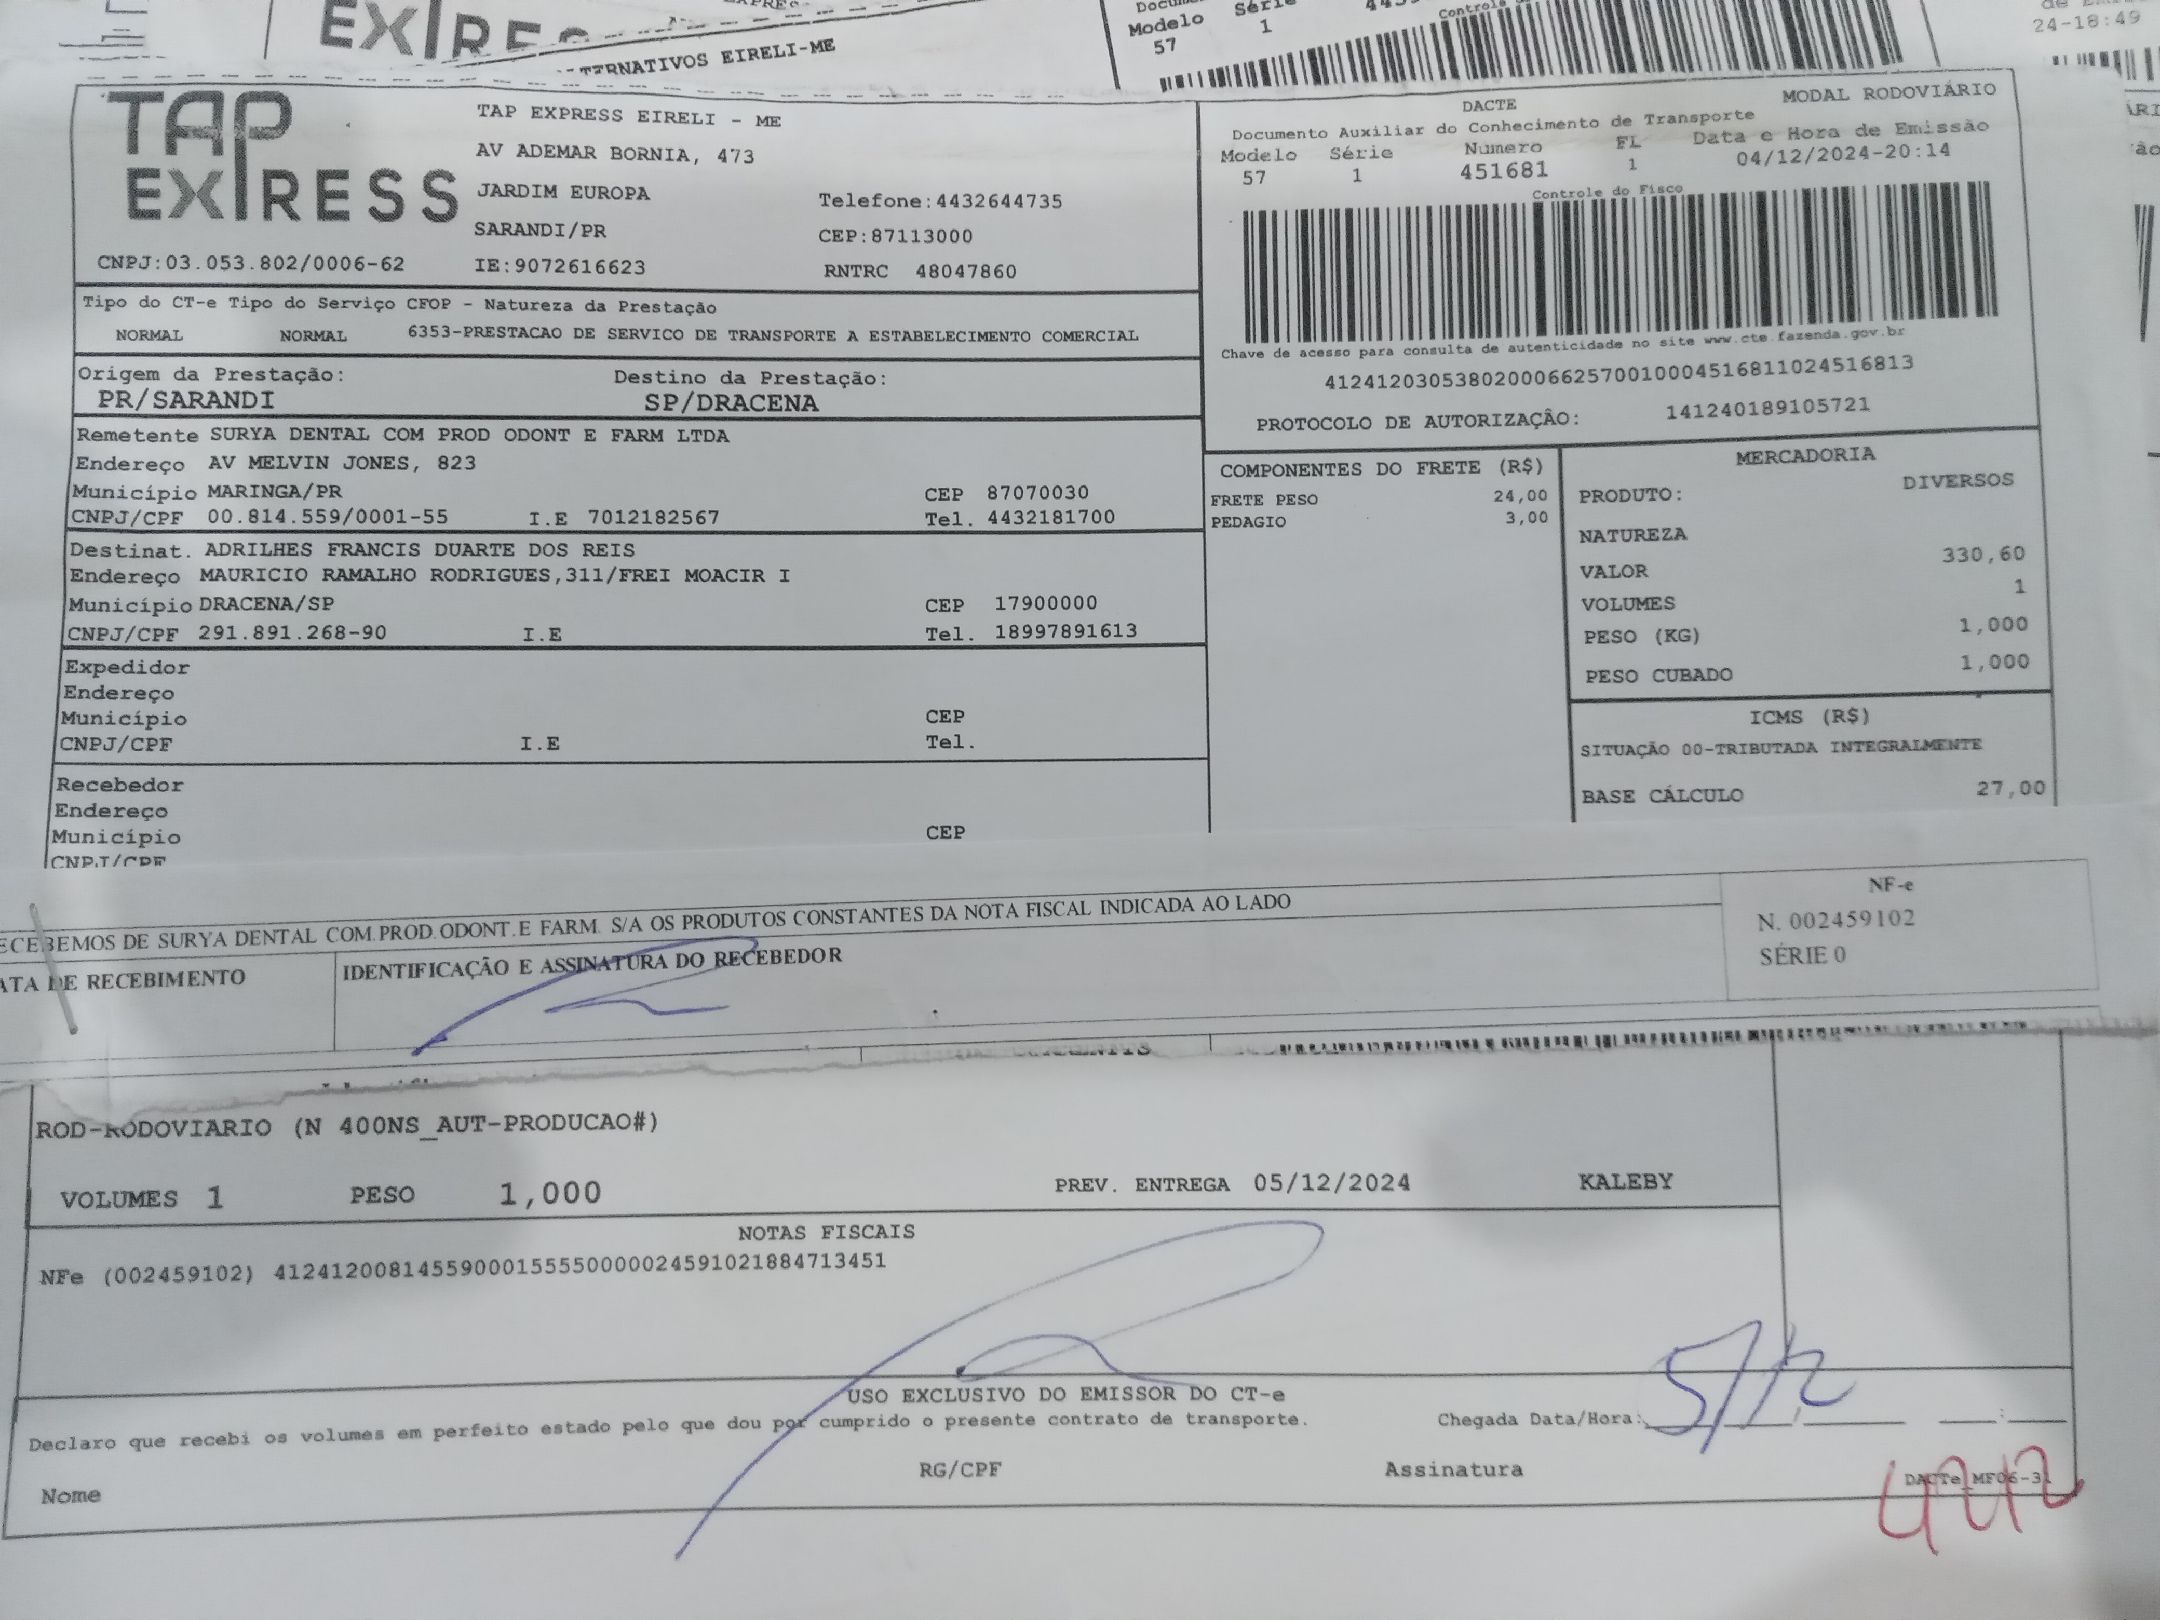 EXPRESS
TERNATIVOS EIRELI-ME
Modelo Série
57 1
24-18:49
TAP EXPRESS
TAP EXPRESS EIRELI - ME
AV ADEMAR BORNIA, 473
JARDIM EUROPA Telefone:4432644735
SARANDI/PR CEP:87113000
CNPJ:03.053.802/0006-62 IE:9072616623 RNTRC 48047860
DACTE MODAL RODOVIÁRIO
Documento Auxiliar do Conhecimento de Transporte
Modelo Série Numero FL Data e Hora de Emissão
57 1 451681 1 04/12/2024-20:14
Controle do Fisco
Chave de acesso para consulta de autenticidade no site www.cte.fazenda.gov.br
41241203053802000662570010004516811024516813
PROTOCOLO DE AUTORIZAÇÃO: 141240189105721
Tipo do CT-e Tipo do Serviço CFOP - Natureza da Prestação
NORMAL NORMAL 6353-PRESTACAO DE SERVICO DE TRANSPORTE A ESTABELECIMENTO COMERCIAL
Origem da Prestação: Destino da Prestação:
PR/SARANDI SP/DRACENA
Remetente SURYA DENTAL COM PROD ODONT E FARM LTDA
Endereço AV MELVIN JONES, 823
Município MARINGA/PR CEP 87070030
CNPJ/CPF 00.814.559/0001-55 I.E 7012182567 Tel. 4432181700
Destinat. ADRILHES FRANCIS DUARTE DOS REIS
Endereço MAURICIO RAMALHO RODRIGUES,311/FREI MOACIR I
Município DRACENA/SP CEP 17900000
CNPJ/CPF 291.891.268-90 I.E Tel. 18997891613
Expedidor
Endereço
Município CEP
CNPJ/CPF I.E Tel.
Recebedor
Endereço
Município CEP
CNPJ/CPF
COMPONENTES DO FRETE (R$)
FRETE PESO 24,00
PEDAGIO 3,00
MERCADORIA
PRODUTO: DIVERSOS
NATUREZA
VALOR 330,60
VOLUMES 1
PESO (KG) 1,000
PESO CUBADO 1,000
ICMS (R$)
SITUAÇÃO 00-TRIBUTADA INTEGRALMENTE
BASE CÁLCULO 27,00
ECEBEMOS DE SURYA DENTAL COM.PROD.ODONT.E FARM. S/A OS PRODUTOS CONSTANTES DA NOTA FISCAL INDICADA AO LADO
ATA DE RECEBIMENTO IDENTIFICAÇÃO E ASSINATURA DO RECEBEDOR
NF-e
N. 002459102
SÉRIE 0
ROD-RODOVIARIO (N 400NS_AUT-PRODUCAO#)
VOLUMES 1 PESO 1,000 PREV. ENTREGA 05/12/2024 KALEBY
NOTAS FISCAIS
NFe (002459102) 41241200814559000155550000024591021884713451
USO EXCLUSIVO DO EMISSOR DO CT-e
Declaro que recebi os volumes em perfeito estado pelo que dou por cumprido o presente contrato de transporte. Chegada Data/Hora: 5/12
Nome RG/CPF Assinatura DACTe_MF06-3